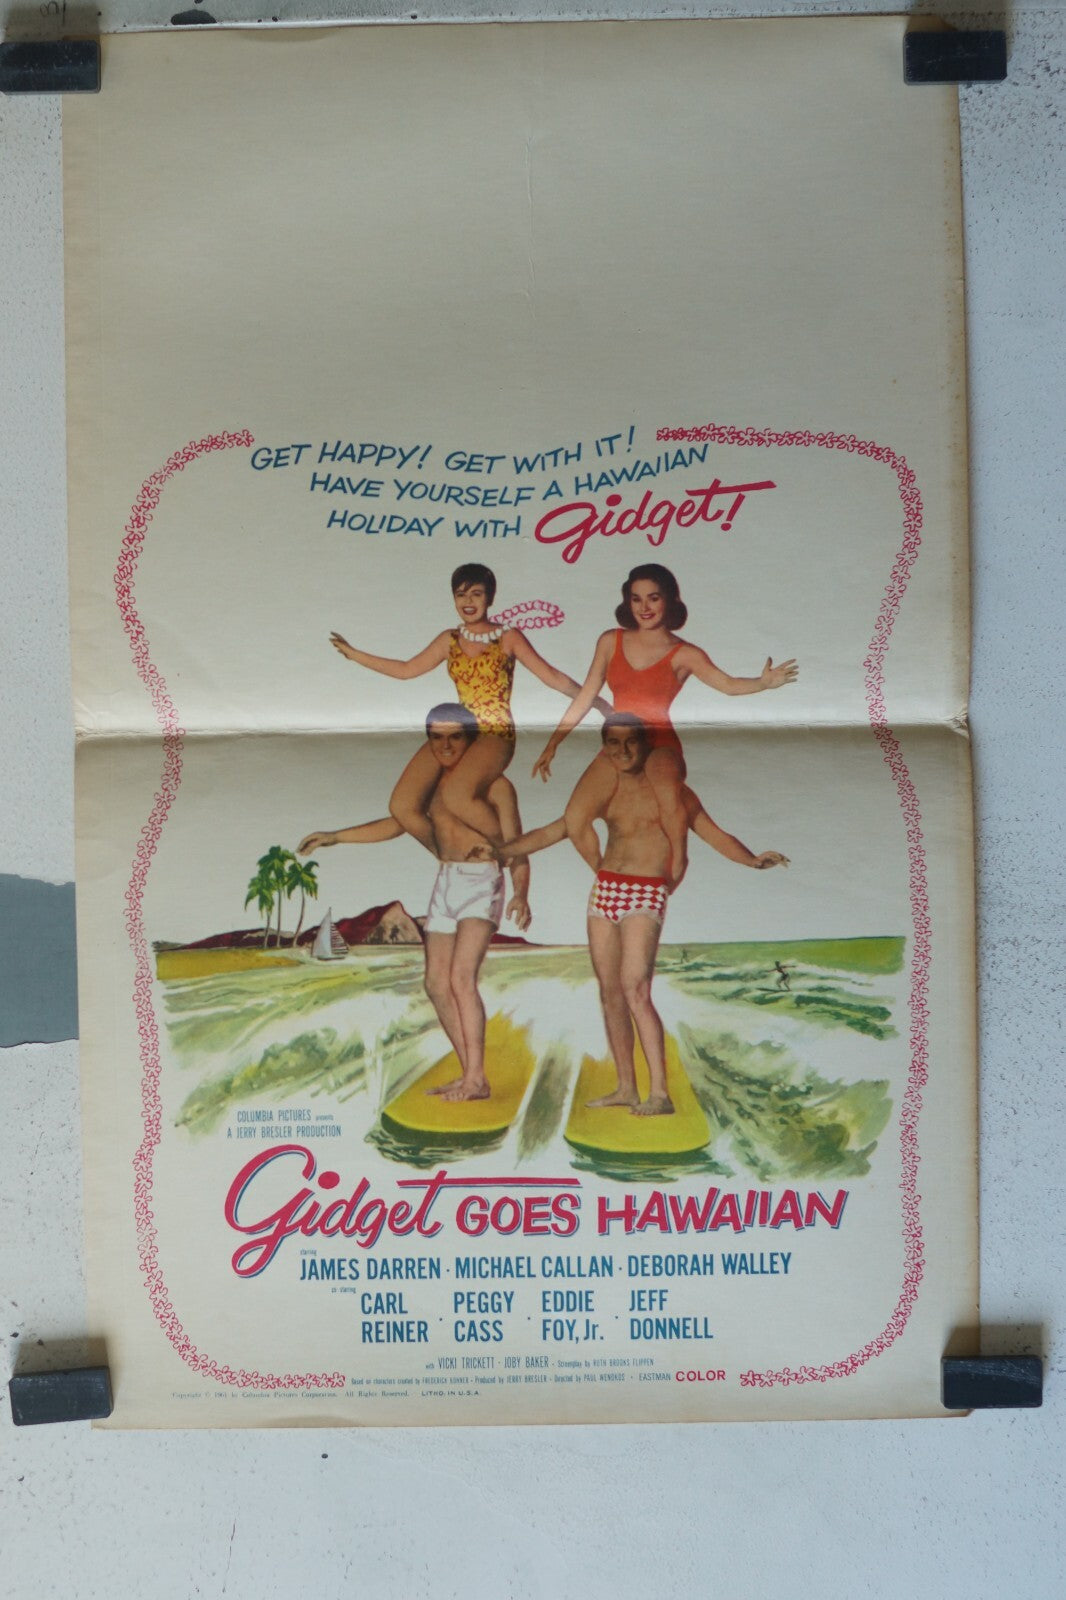 GET HAPPY! GET WITH IT!
HAVE YOURSELF A HAWAIIAN
HOLIDAY WITH Gidget!
COLUMBIA PICTURES presents
A JERRY BRESLER PRODUCTION
Gidget GOES HAWAIIAN
starring
JAMES DARREN · MICHAEL CALLAN · DEBORAH WALLEY
co-starring
CARL REINER · PEGGY CASS · EDDIE FOY, Jr. · JEFF DONNELL
with VICKI TRICKETT · JOBY BAKER · Screenplay by RUTH BROOKS FLIPPEN
Based on characters created by FREDERICK KOHNER · Produced by JERRY BRESLER · Directed by PAUL WENDKOS · EASTMAN COLOR
Copyright © 1961 by Columbia Pictures Corporation. All Rights Reserved. LITHO. IN U.S.A.